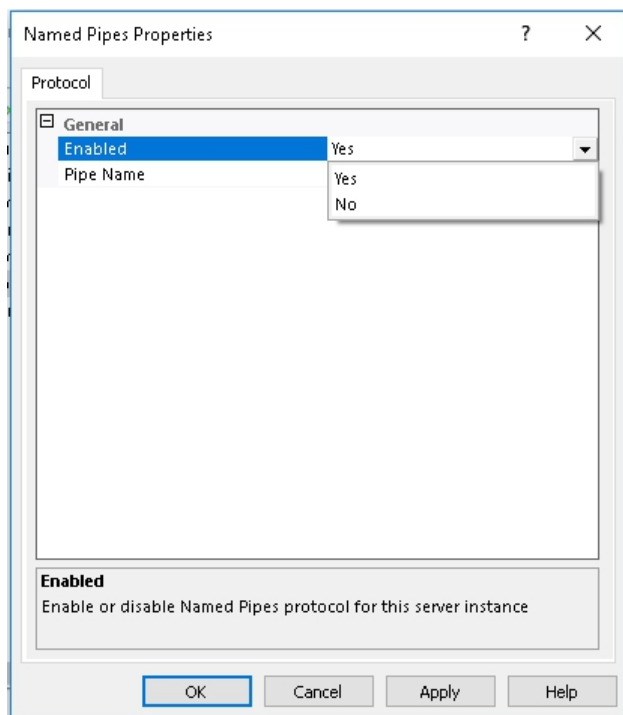 Named Pipes Properties
Protocol
General
Enabled Yes
Pipe Name
Yes
No
Enabled
Enable or disable Named Pipes protocol for this server instance
OK Cancel Apply Help